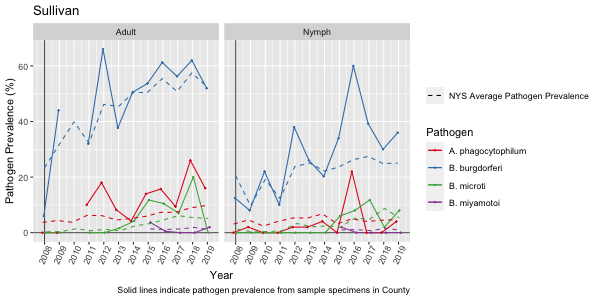 Sullivan
Adult
Nymph
Pathogen Prevalence (%)
60
40
20
0
2008 2009 2010 2011 2012 2013 2014 2015 2016 2017 2018 2019
2008 2009 2010 2011 2012 2013 2014 2015 2016 2017 2018 2019
Year
Solid lines indicate pathogen prevalence from sample specimens in County
NYS Average Pathogen Prevalence
Pathogen
A. phagocytophilum
B. burgdorferi
B. microti
B. miyamotoi